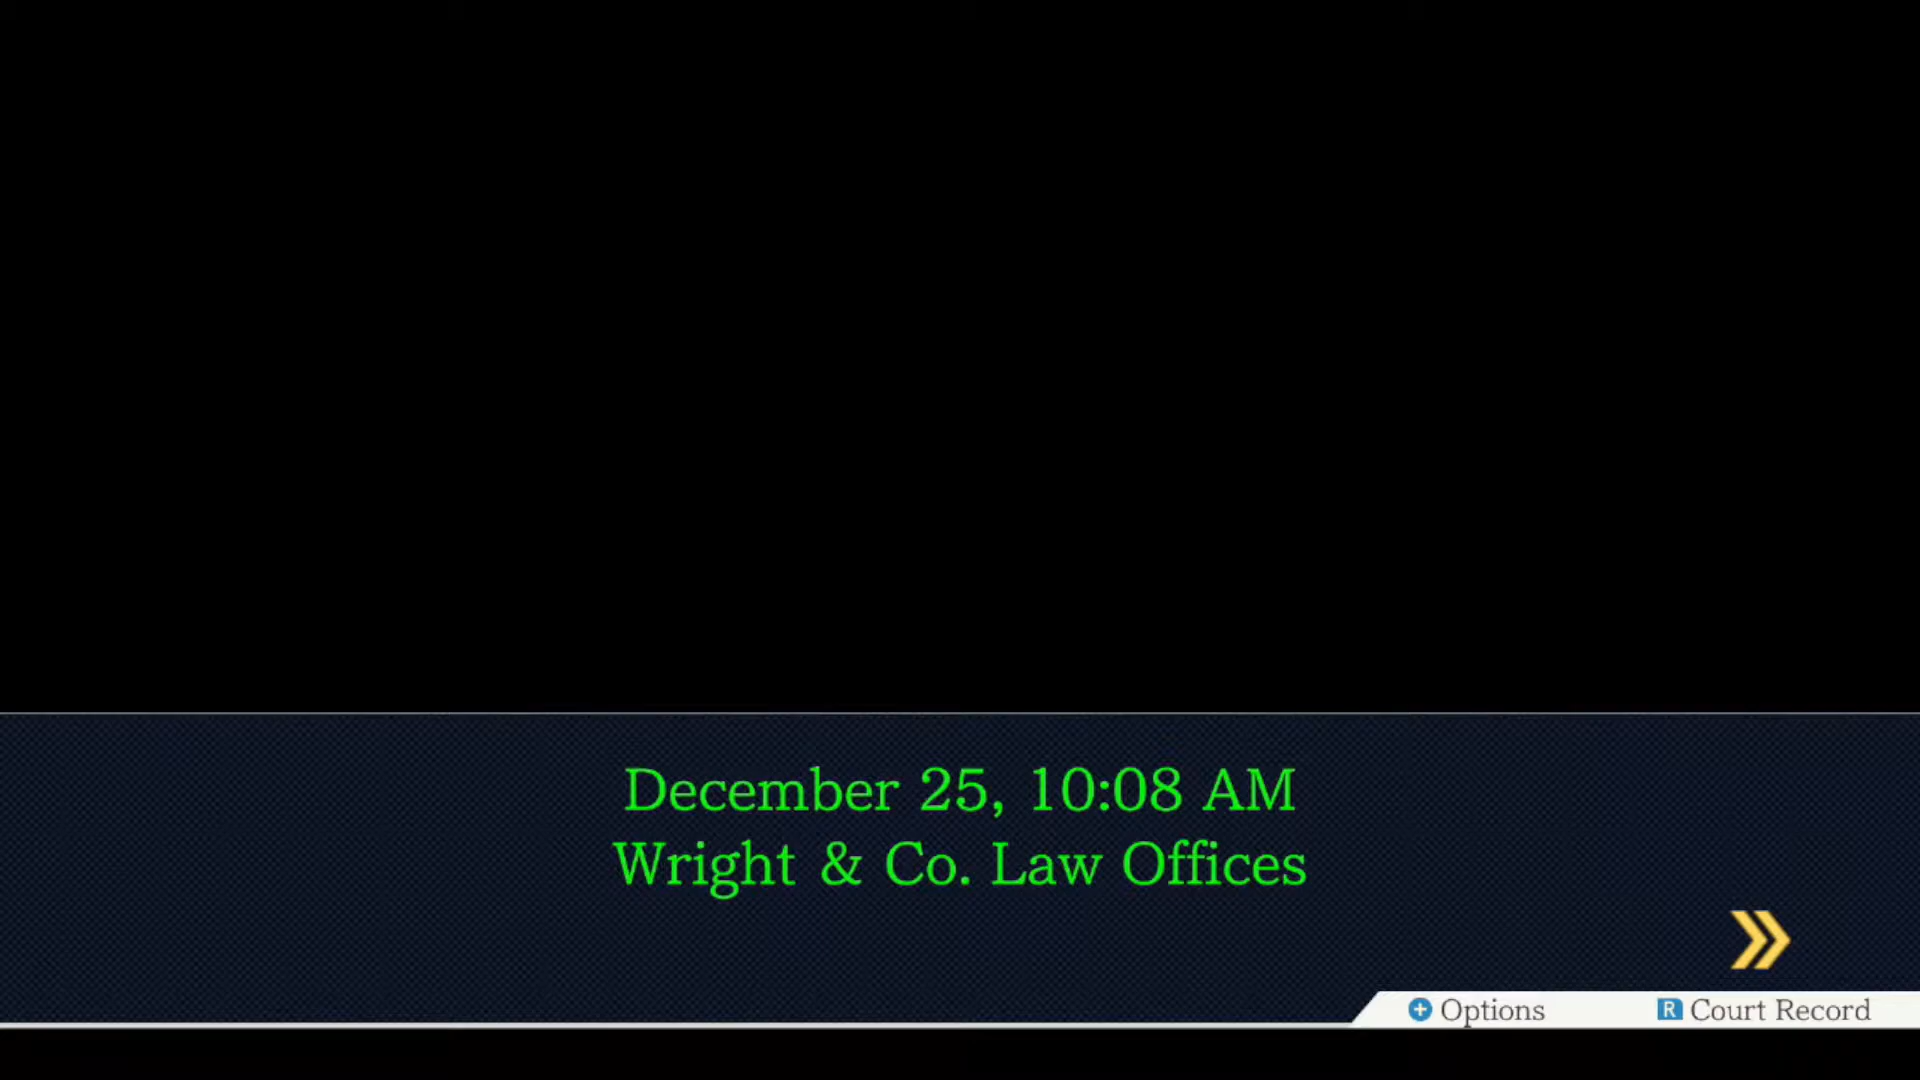 December 25, 10:08 AM
Wright & Co. Law Offices
+ Options R Court Record